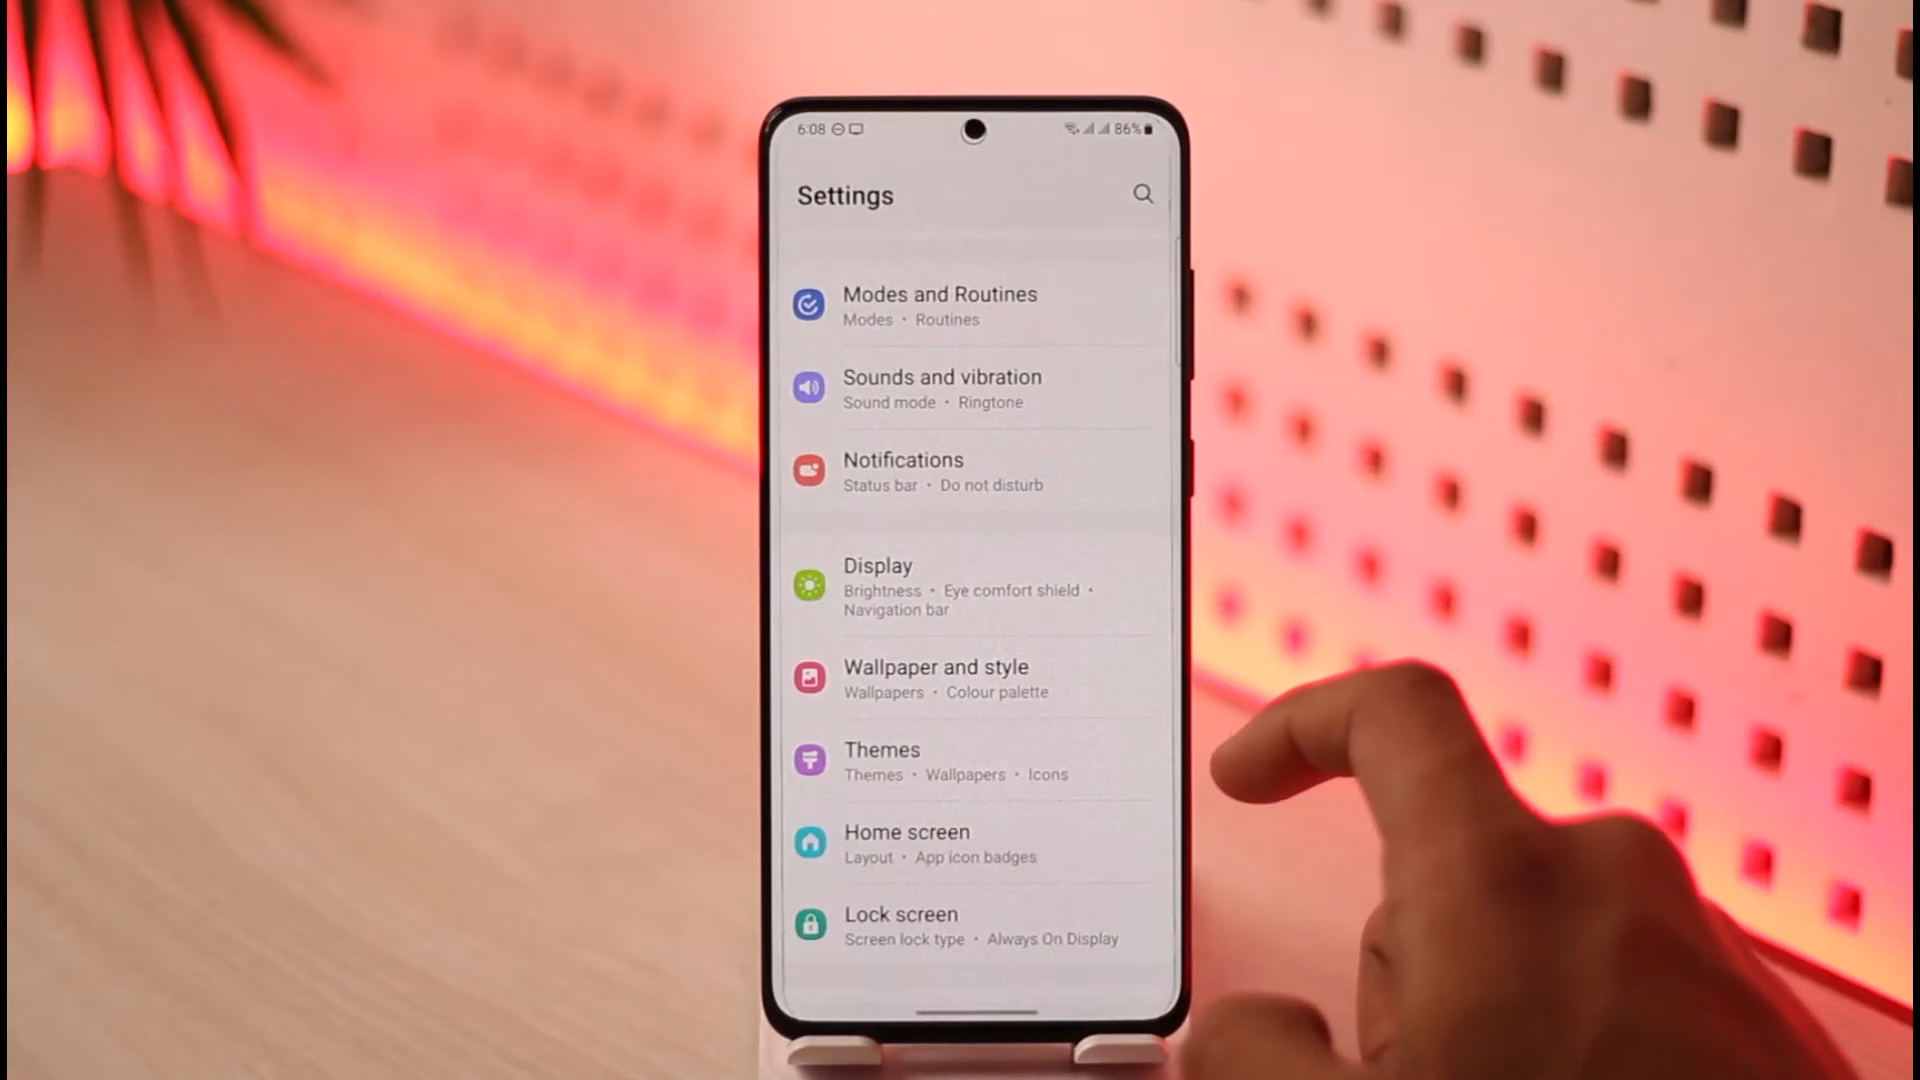 6:08
86%
Settings
Modes and Routines
Modes • Routines
Sounds and vibration
Sound mode • Ringtone
Notifications
Status bar • Do not disturb
Display
Brightness • Eye comfort shield •
Navigation bar
Wallpaper and style
Wallpapers • Colour palette
Themes
Themes • Wallpapers • Icons
Home screen
Layout • App icon badges
Lock screen
Screen lock type • Always On Display